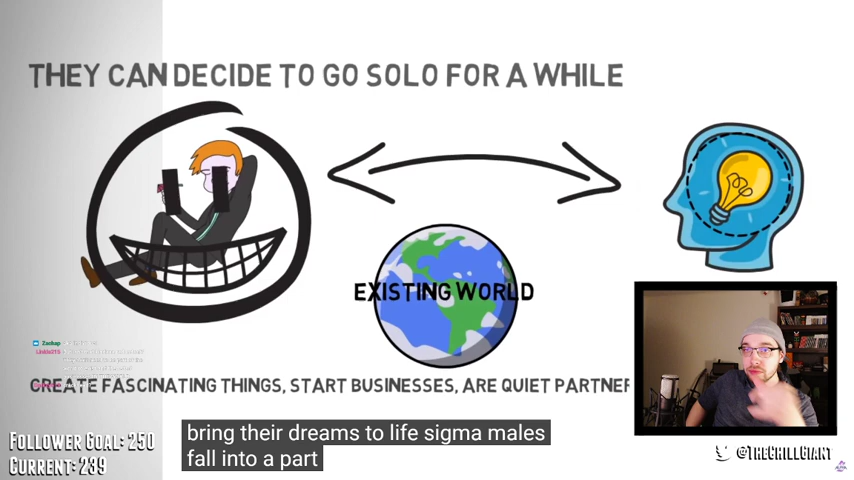 THEY CAN DECIDE TO GO SOLO FOR A WHILE
EXISTING WORLD
Zackup
CREATE FASCINATING THINGS, START BUSINESSES, ARE QUIET PARTNER
bring their dreams to life sigma males
fall into a part
FOLLOWER GOAL: 250
CURRENT: 239
@THECHILLGIANT